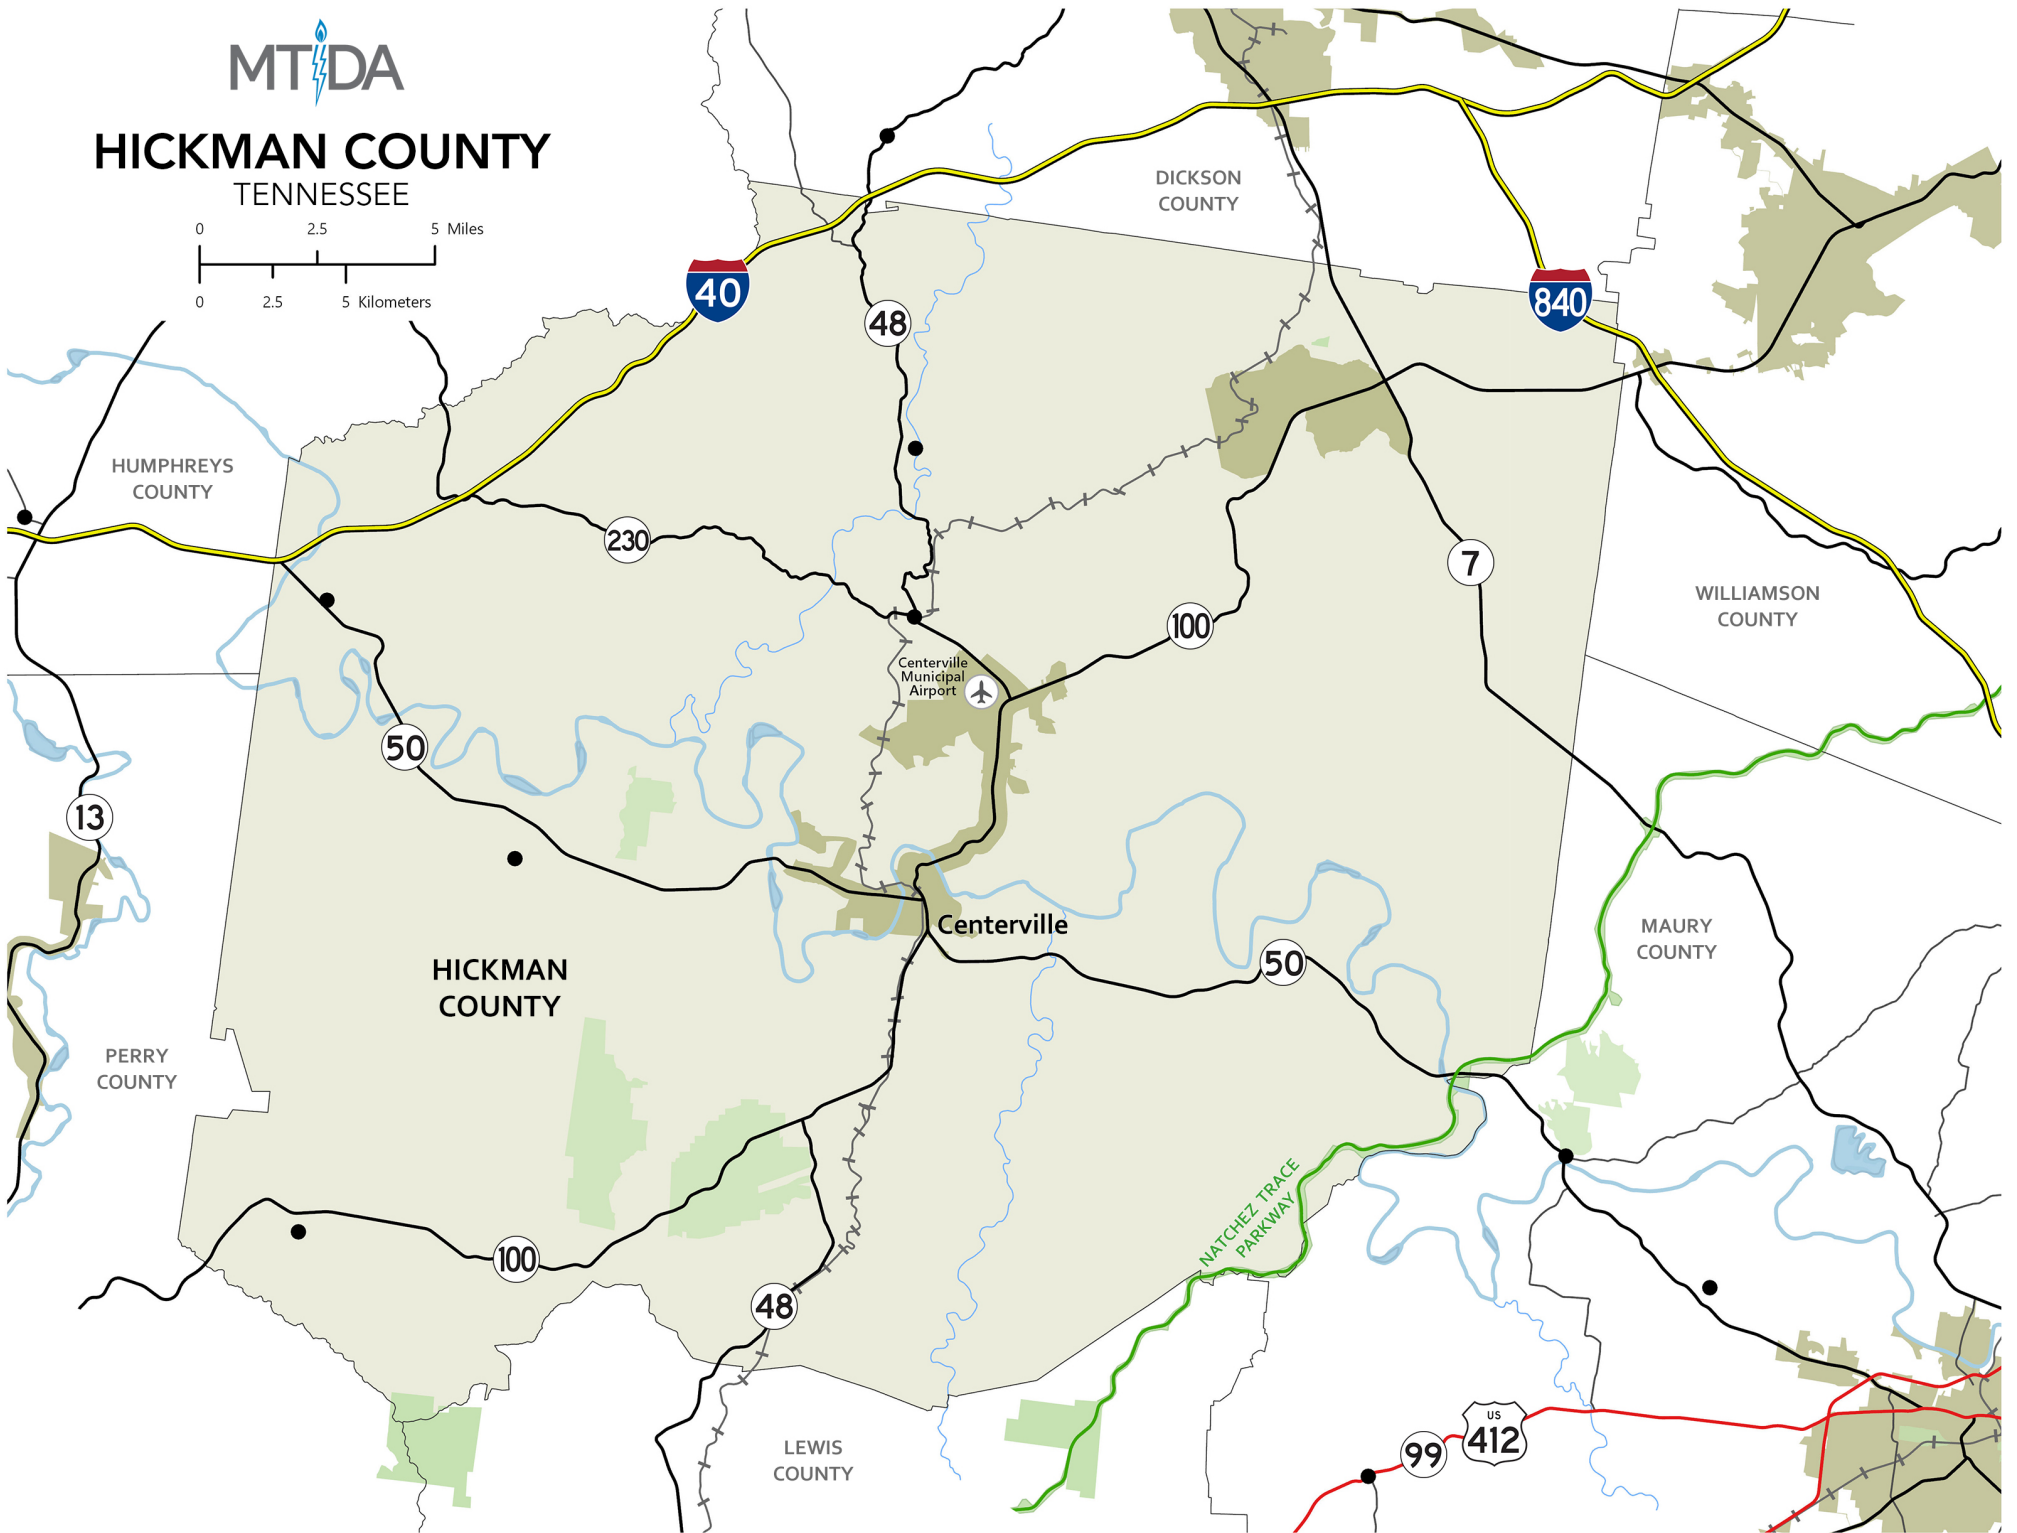 MTIDA
HICKMAN COUNTY
TENNESSEE
0 2.5 5 Miles
0 2.5 5 Kilometers
DICKSON
COUNTY
40
840
48
HUMPHREYS
COUNTY
230
7
WILLIAMSON
COUNTY
100
Centerville
Municipal
Airport
50
13
Centerville
MAURY
COUNTY
50
HICKMAN
COUNTY
PERRY
COUNTY
NATCHEZ TRACE
PARKWAY
100
48
LEWIS
COUNTY
99
US
412